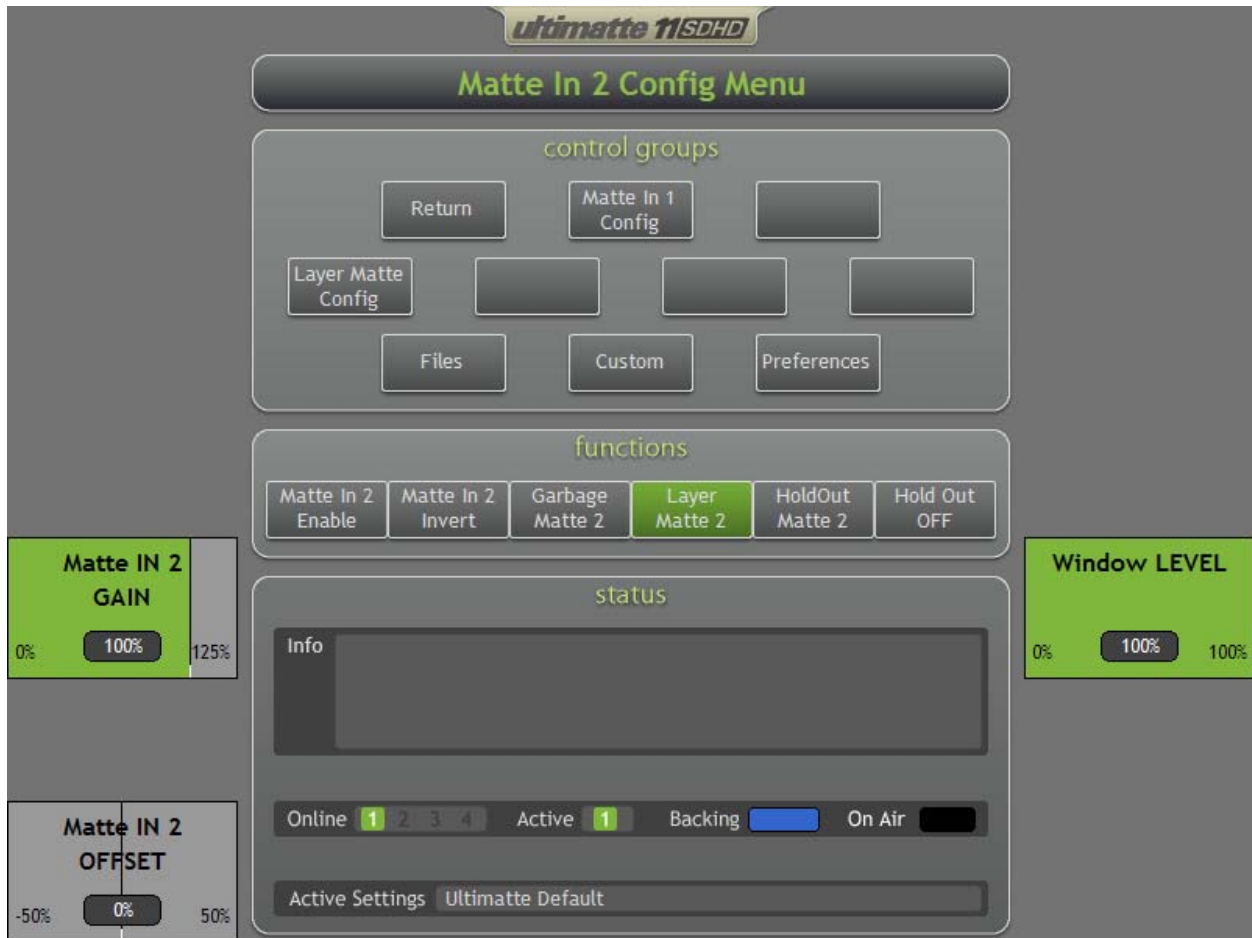 ultimatte 11 SDHD
Matte In 2 Config Menu
control groups
Return
Matte In 1
Config
Layer Matte
Config
Files
Custom
Preferences
functions
Matte In 2
Enable
Matte In 2
Invert
Garbage
Matte 2
Layer
Matte 2
HoldOut
Matte 2
Hold Out
OFF
Matte IN 2
GAIN
0% 100% 125%
Window LEVEL
0% 100% 100%
status
Info
Online 1 2 3 4 Active 1 Backing On Air
Matte IN 2
OFFSET
-50% 0% 50%
Active Settings Ultimatte Default